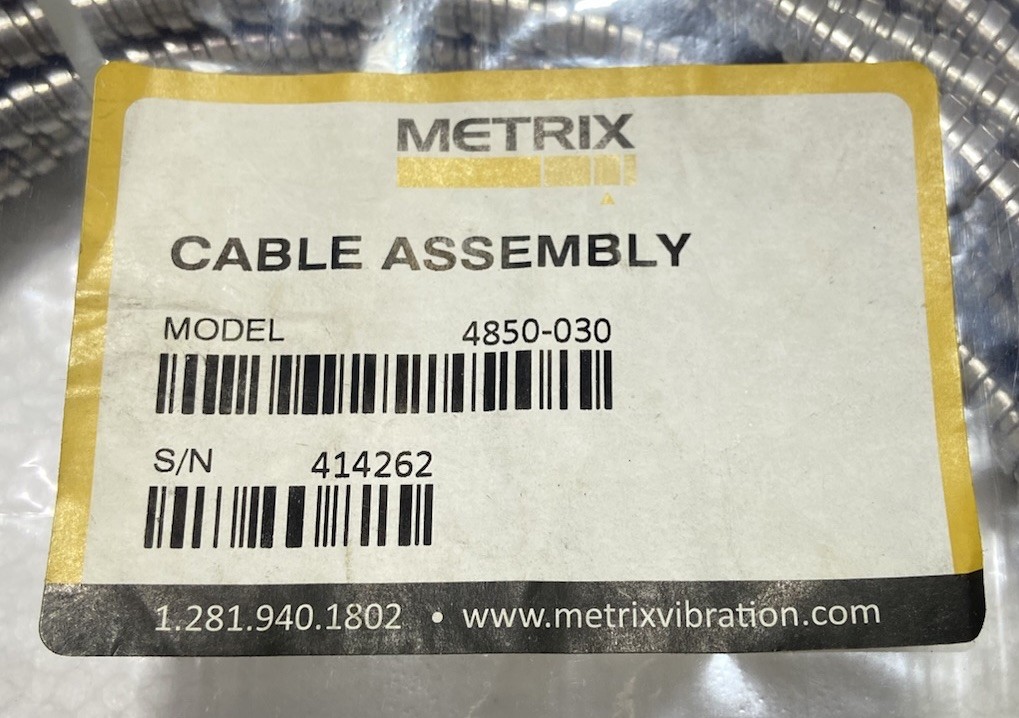 METRIX
CABLE ASSEMBLY
MODEL 4850-030
S/N 414262
1.281.940.1802 • www.metrixvibration.com